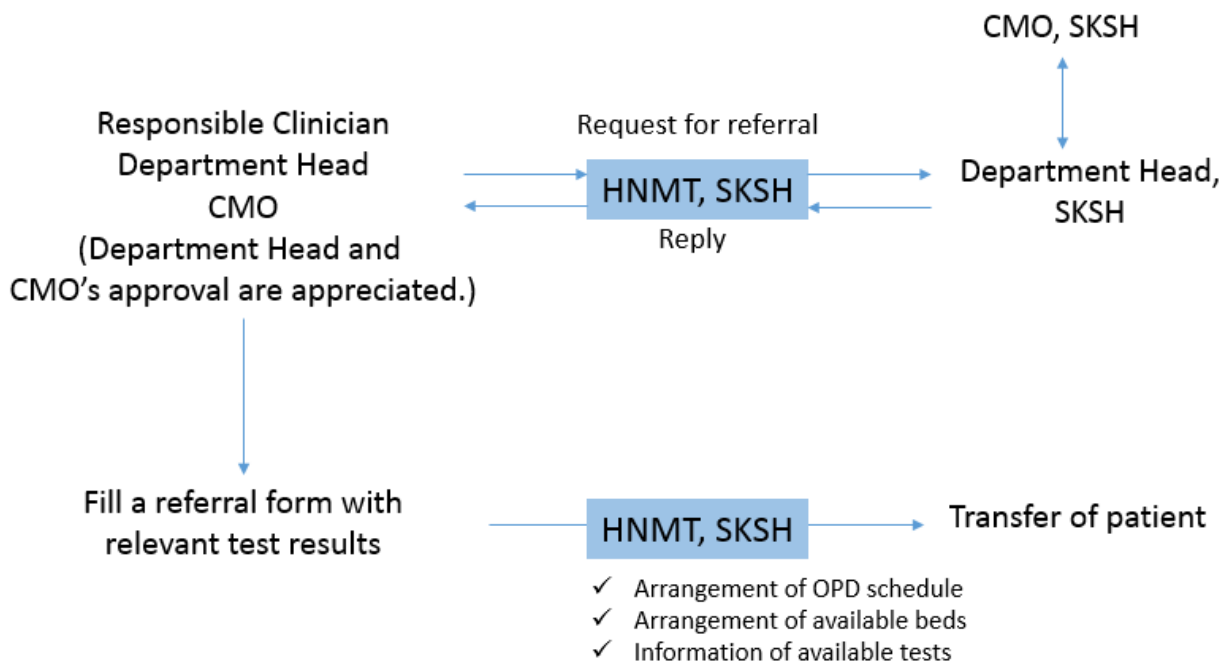 CMO, SKSH
Responsible Clinician
Department Head
CMO
(Department Head and
CMO’s approval are appreciated.)
Request for referral
HNMT, SKSH
Reply
Department Head,
SKSH
Fill a referral form with
relevant test results
HNMT, SKSH
Transfer of patient
✓ Arrangement of OPD schedule
✓ Arrangement of available beds
✓ Information of available tests